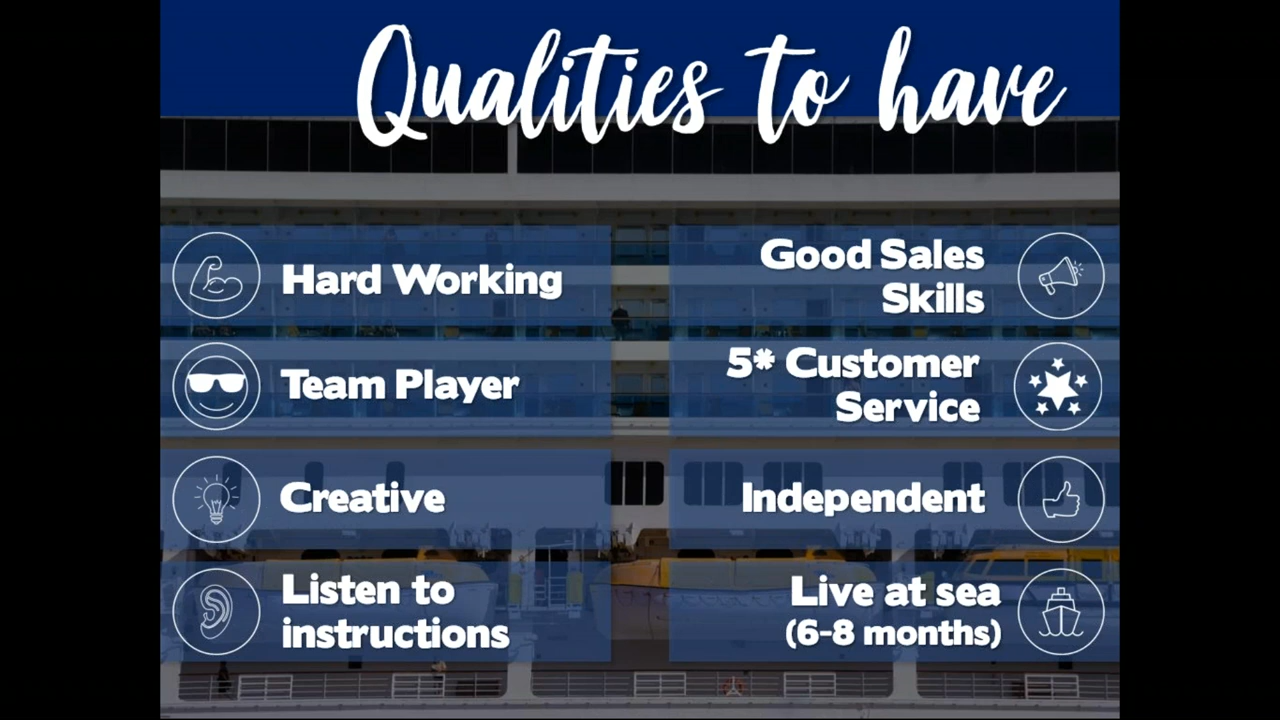 Qualities to have
Hard Working
Team Player
Creative
Listen to
instructions
Good Sales
Skills
5* Customer
Service
Independent
Live at sea
(6-8 months)